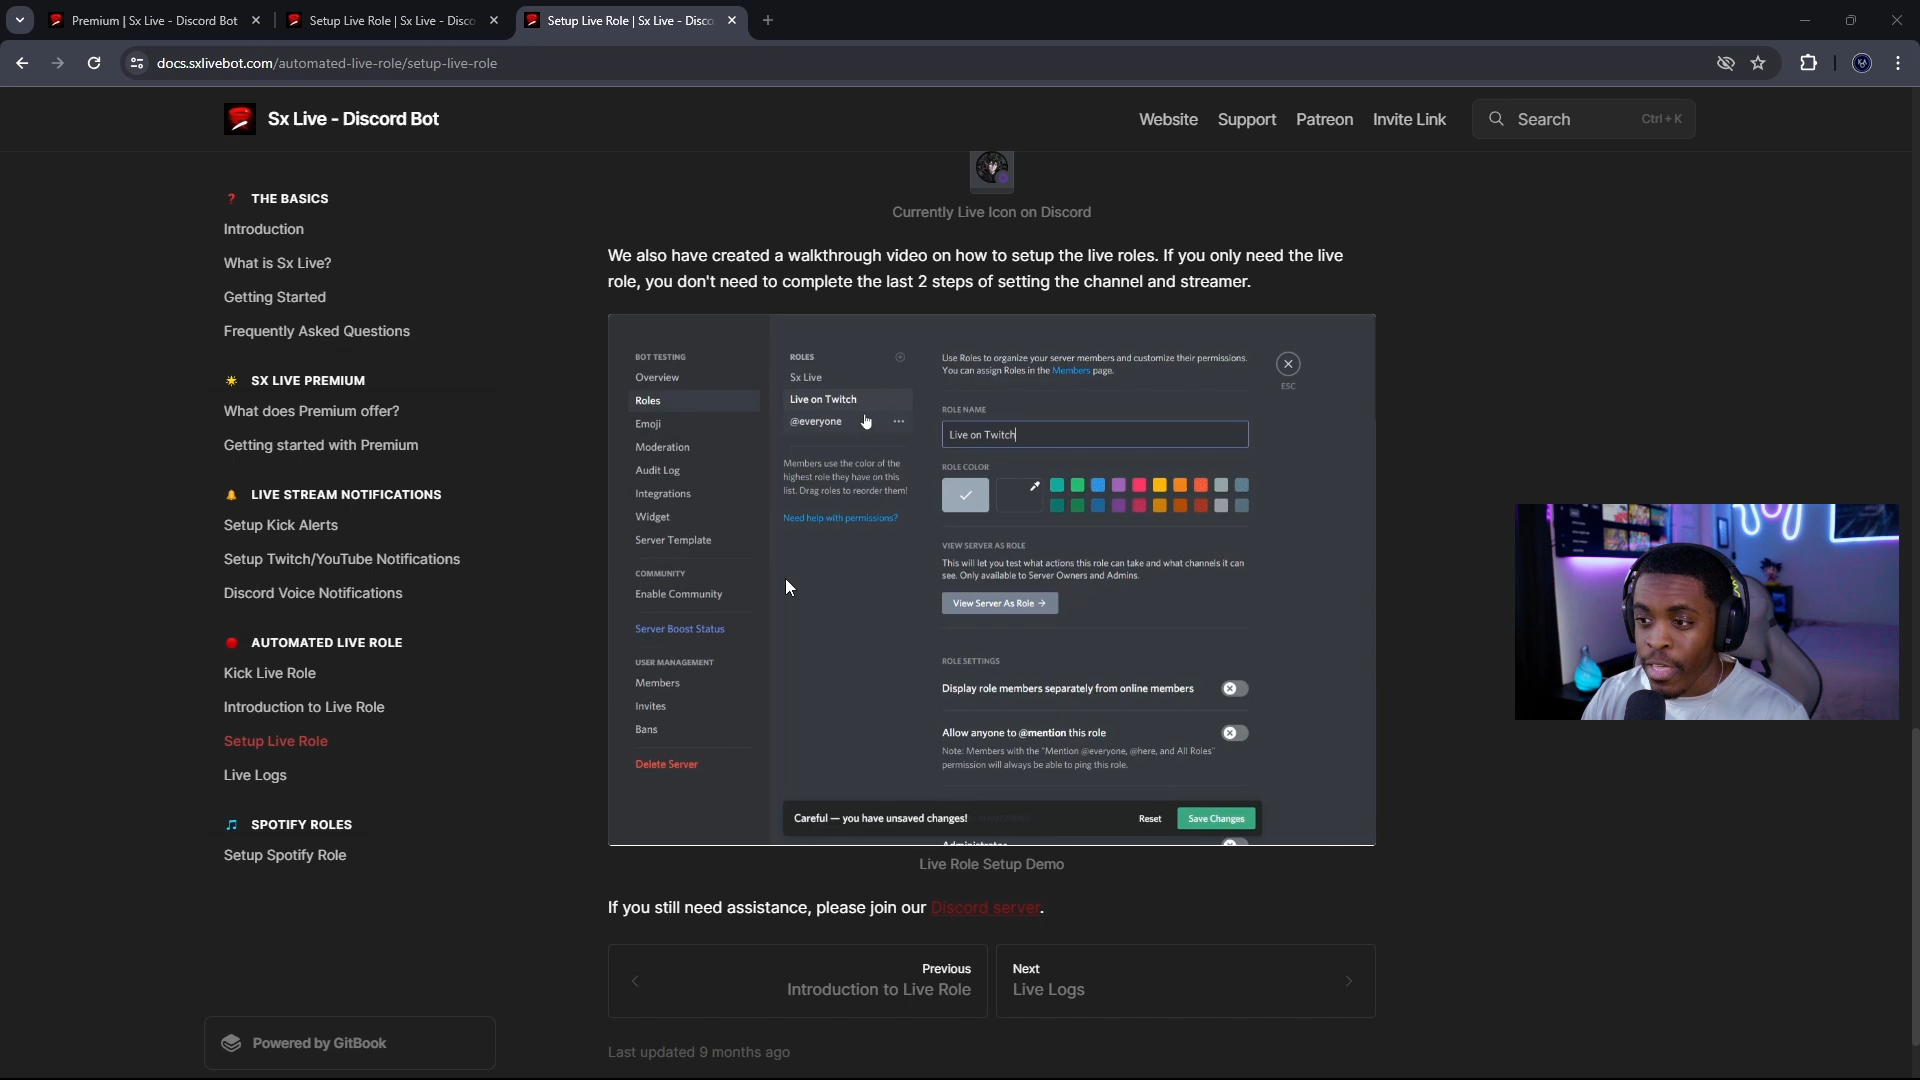 Premium | Sx Live - Discord Bot
Setup Live Role | Sx Live - Disco
Setup Live Role | Sx Live - Disco
docs.sxlivebot.com/automated-live-role/setup-live-role
Sx Live - Discord Bot
Website
Support
Patreon
Invite Link
Search
Ctrl + K
THE BASICS
Introduction
What is Sx Live?
Getting Started
Frequently Asked Questions
SX LIVE PREMIUM
What does Premium offer?
Getting started with Premium
LIVE STREAM NOTIFICATIONS
Setup Kick Alerts
Setup Twitch/YouTube Notifications
Discord Voice Notifications
AUTOMATED LIVE ROLE
Kick Live Role
Introduction to Live Role
Setup Live Role
Live Logs
SPOTIFY ROLES
Setup Spotify Role
Powered by GitBook
Currently Live Icon on Discord
We also have created a walkthrough video on how to setup the live roles. If you only need the live
role, you don't need to complete the last 2 steps of setting the channel and streamer.
BOT TESTING
Overview
Roles
Emoji
Moderation
Audit Log
Integrations
Widget
Server Template
COMMUNITY
Enable Community
Server Boost Status
USER MANAGEMENT
Members
Invites
Bans
Delete Server
ROLES
Sx Live
Live on Twitch
@everyone
Members use the color of the
highest role they have on this
list. Drag roles to reorder them!
Need help with permissions?
Use Roles to organize your server members and customize their permissions.
You can assign Roles in the Members page.
ESC
ROLE NAME
Live on Twitch
ROLE COLOR
VIEW SERVER AS ROLE
This will let you test what actions this role can take and what channels it can
see. Only available to Server Owners and Admins.
View Server As Role →
ROLE SETTINGS
Display role members separately from online members
Allow anyone to @mention this role
Note: Members with the "Mention @everyone, @here, and All Roles"
permission will always be able to ping this role.
Careful — you have unsaved changes!
Reset
Save Changes
Administrator
Live Role Setup Demo
If you still need assistance, please join our Discord server.
Previous
Introduction to Live Role
Next
Live Logs
Last updated 9 months ago